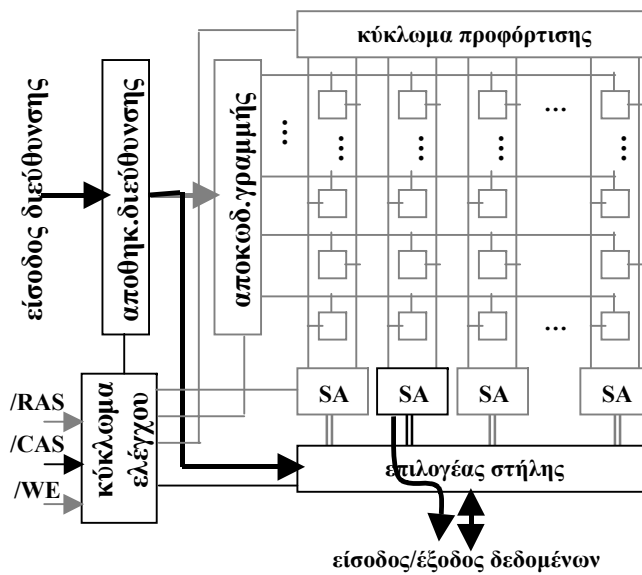 κύκλωμα προφόρτισης
είσοδος διεύθυνσης
αποθηκ.διεύθυνσης
αποκωδ.γραμμής
...
...
...
...
...
...
...
SA
SA
SA
SA
/RAS
/CAS
/WE
κύκλωμα
ελέγχου
επιλογέας στήλης
είσοδος/έξοδος δεδομένων